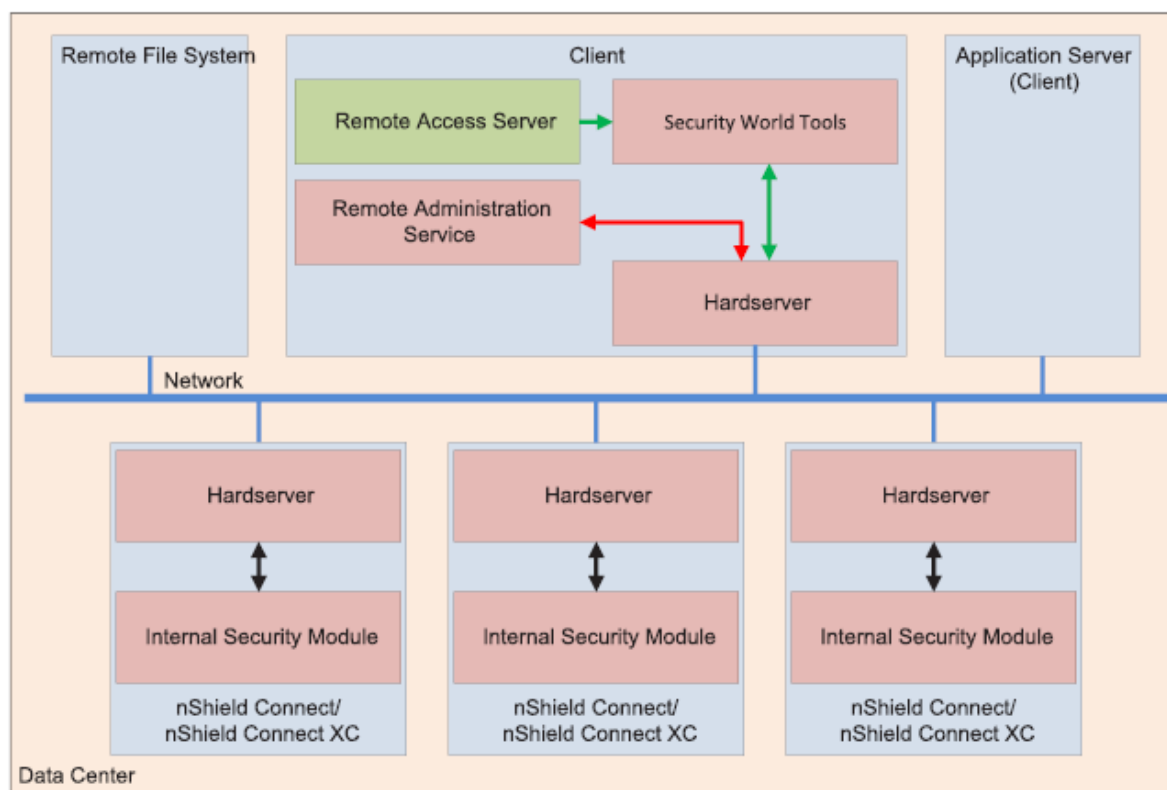 Remote File System
Client
Application Server
(Client)
Remote Access Server
Security World Tools
Remote Administration
Service
Hardserver
Network
Hardserver
Hardserver
Hardserver
Internal Security Module
Internal Security Module
Internal Security Module
nShield Connect/
nShield Connect XC
nShield Connect/
nShield Connect XC
nShield Connect/
nShield Connect XC
Data Center